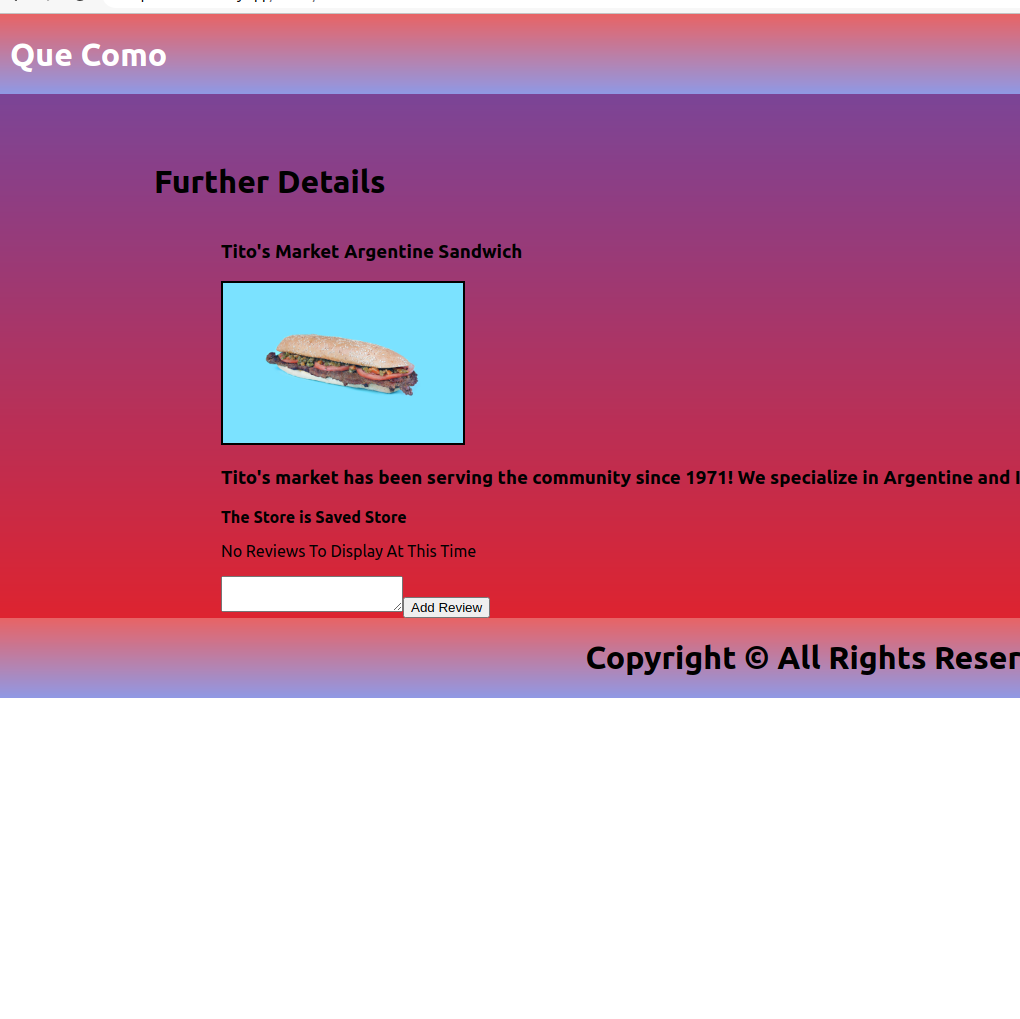 Que Como
Further Details
Tito's Market Argentine Sandwich
Tito's market has been serving the community since 1971! We specialize in Argentine and
The Store is Saved Store
No Reviews To Display At This Time
Add Review
Copyright © All Rights Reser